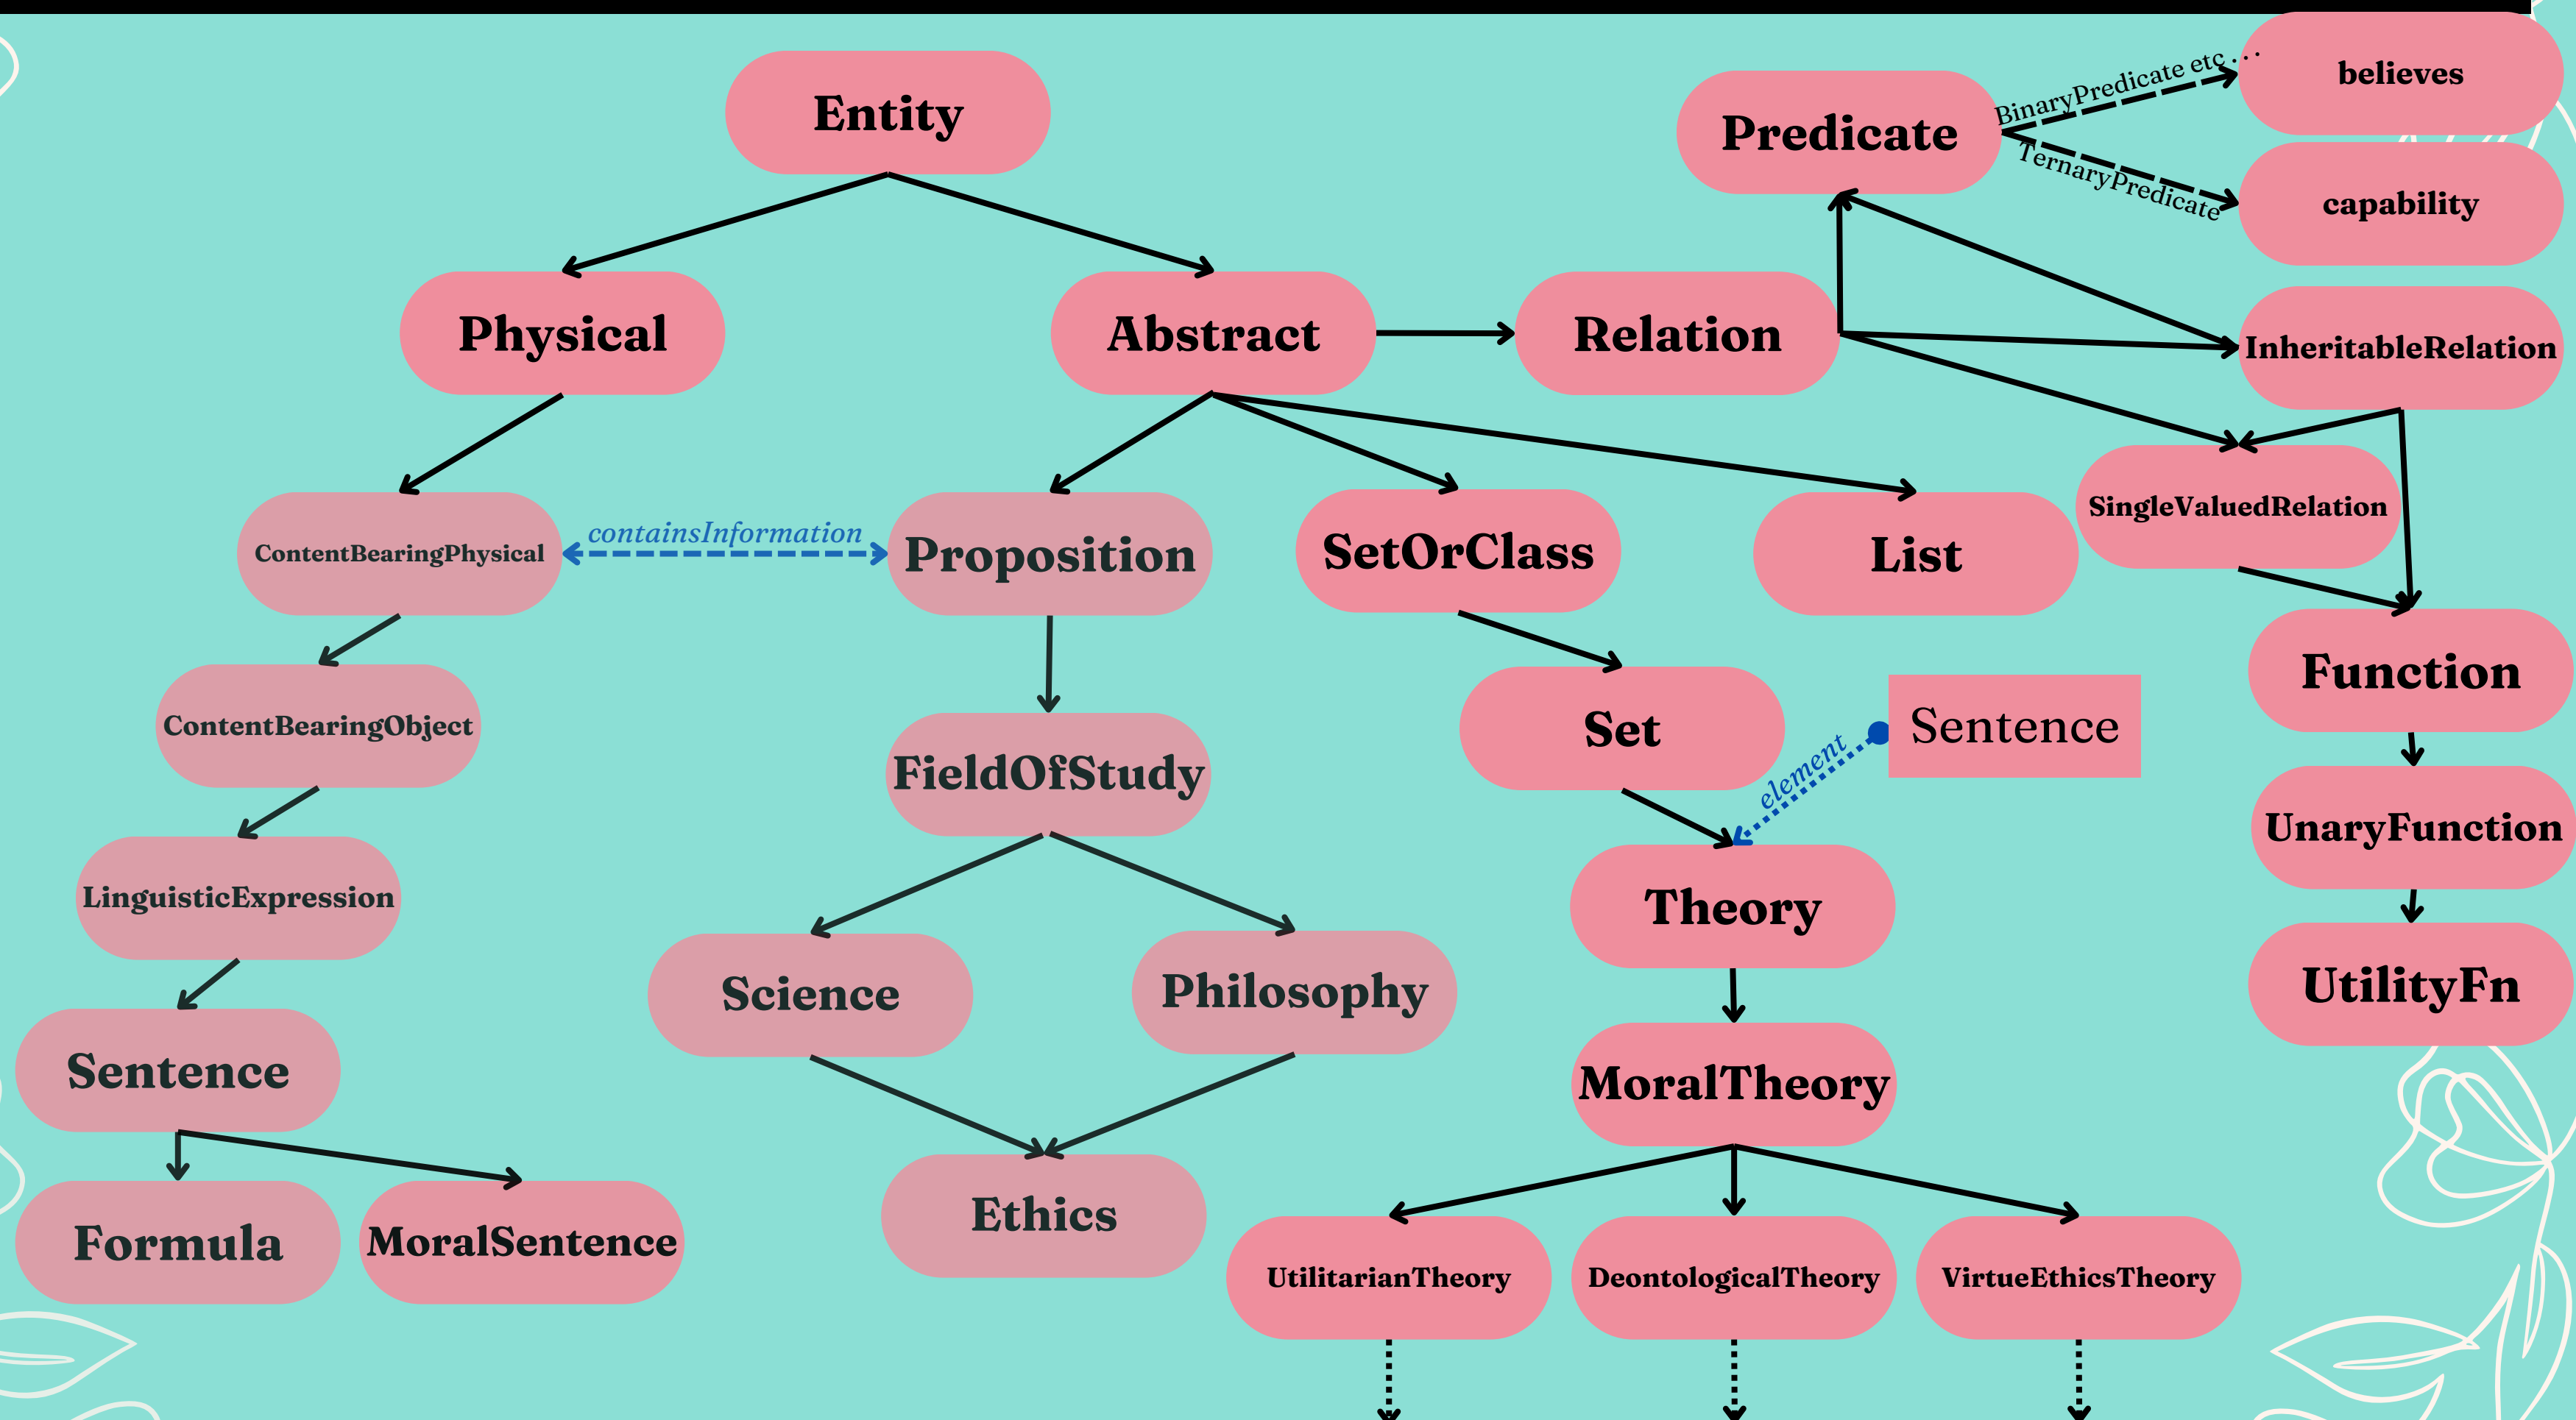 Entity
Predicate
BinaryPredicate etc . . .
believes
TernaryPredicate
capability
Physical
Abstract
Relation
InheritableRelation
ContentBearingPhysical
containsInformation
Proposition
SetOrClass
List
SingleValuedRelation
ContentBearingObject
FieldOfStudy
Set
element
Sentence
Function
LinguisticExpression
Science
Philosophy
Theory
UnaryFunction
UtilityFn
Sentence
MoralTheory
Formula
MoralSentence
Ethics
UtilitarianTheory
DeontologicalTheory
VirtueEthicsTheory